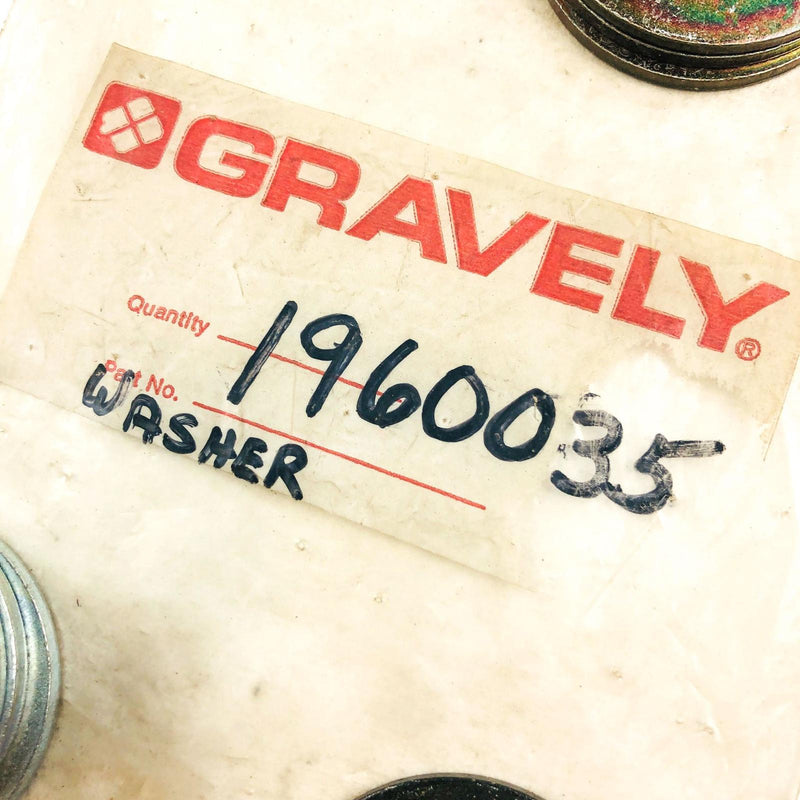 GRAVELY®
Quantity
1960035
Part No.
WASHER